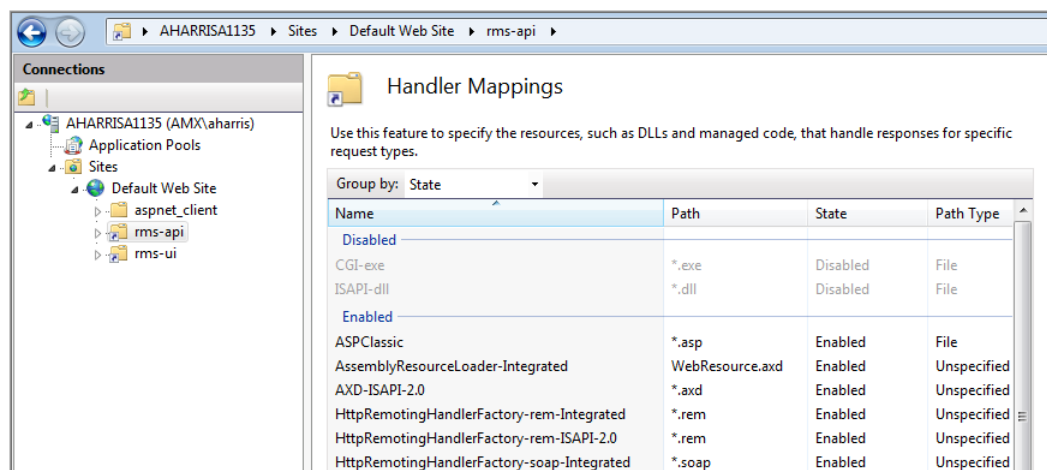 AHARRISA1135 Sites Default Web Site rms-api
Connections
AHARRISA1135 (AMX\aharris)
Application Pools
Sites
Default Web Site
aspnet_client
rms-api
rms-ui
Handler Mappings
Use this feature to specify the resources, such as DLLs and managed code, that handle responses for specific
request types.
Group by: State
Name Path State Path Type
Disabled
CGI-exe *.exe Disabled File
ISAPI-dll *.dll Disabled File
Enabled
ASPClassic *.asp Enabled File
AssemblyResourceLoader-Integrated WebResource.axd Enabled Unspecified
AXD-ISAPI-2.0 *.axd Enabled Unspecified
HttpRemotingHandlerFactory-rem-Integrated *.rem Enabled Unspecified
HttpRemotingHandlerFactory-rem-ISAPI-2.0 *.rem Enabled Unspecified
HttpRemotingHandlerFactory-soap-Integrated *.soap Enabled Unspecified